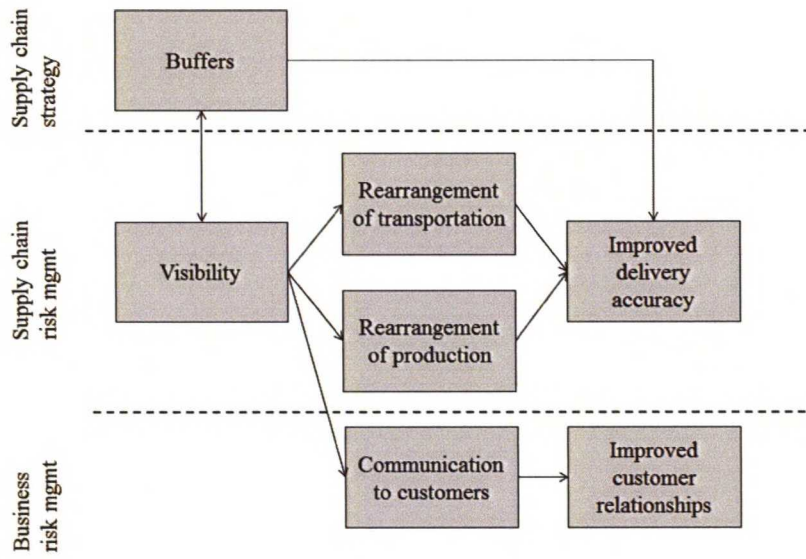 Supply chain
strategy
Buffers
Supply chain
risk mgmt
Visibility
Rearrangement
of transportation
Rearrangement
of production
Improved
delivery
accuracy
Business
risk mgmt
Communication
to customers
Improved
customer
relationships